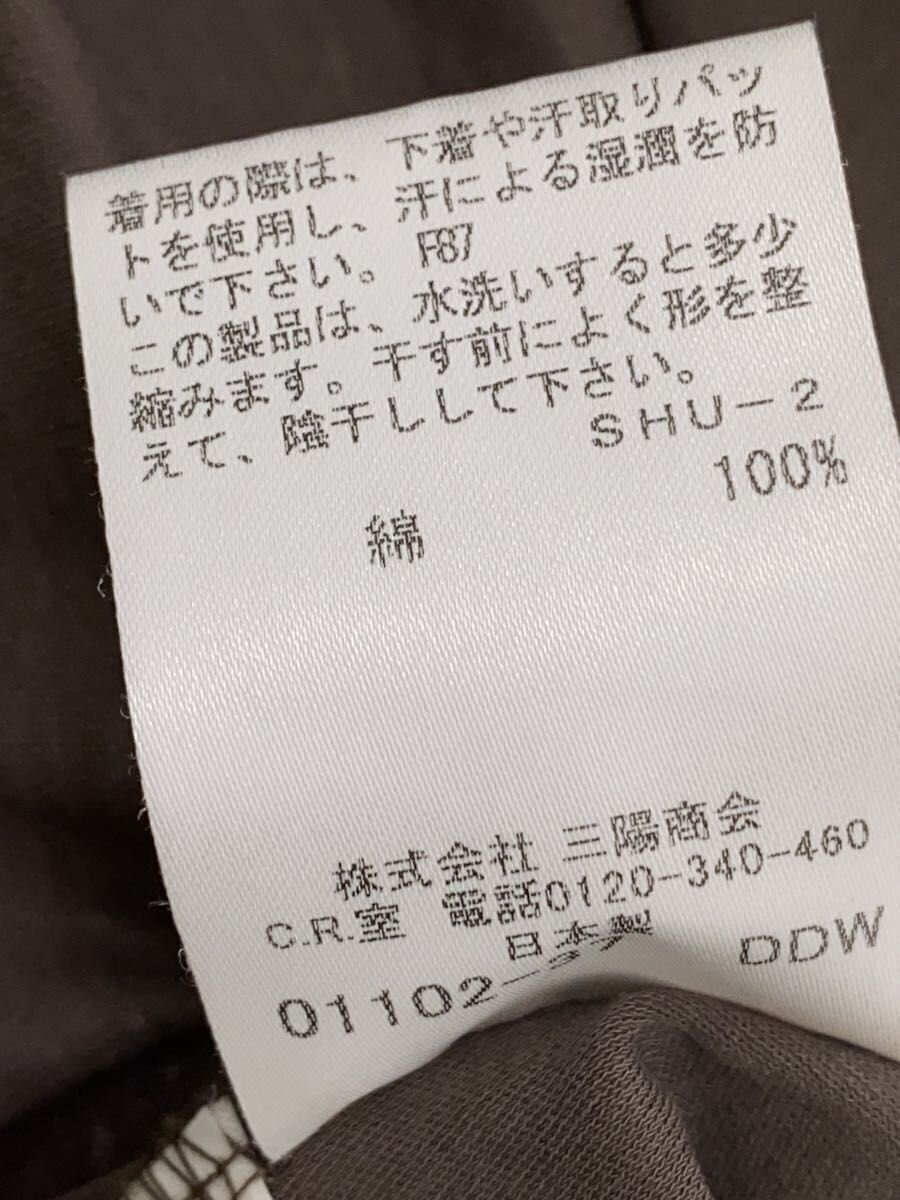 着用の際は、下着や汗取りパッ
トを使用し、汗による湿潤を防
いで下さい。 F87
この製品は、水洗いすると多少
縮みます。干す前によく形を整
えて、陰干しして下さい。
SHU-2
綿 100%
株式会社 三陽商会
C.R.室 電話0120-340-460
日本製
01102- DDW